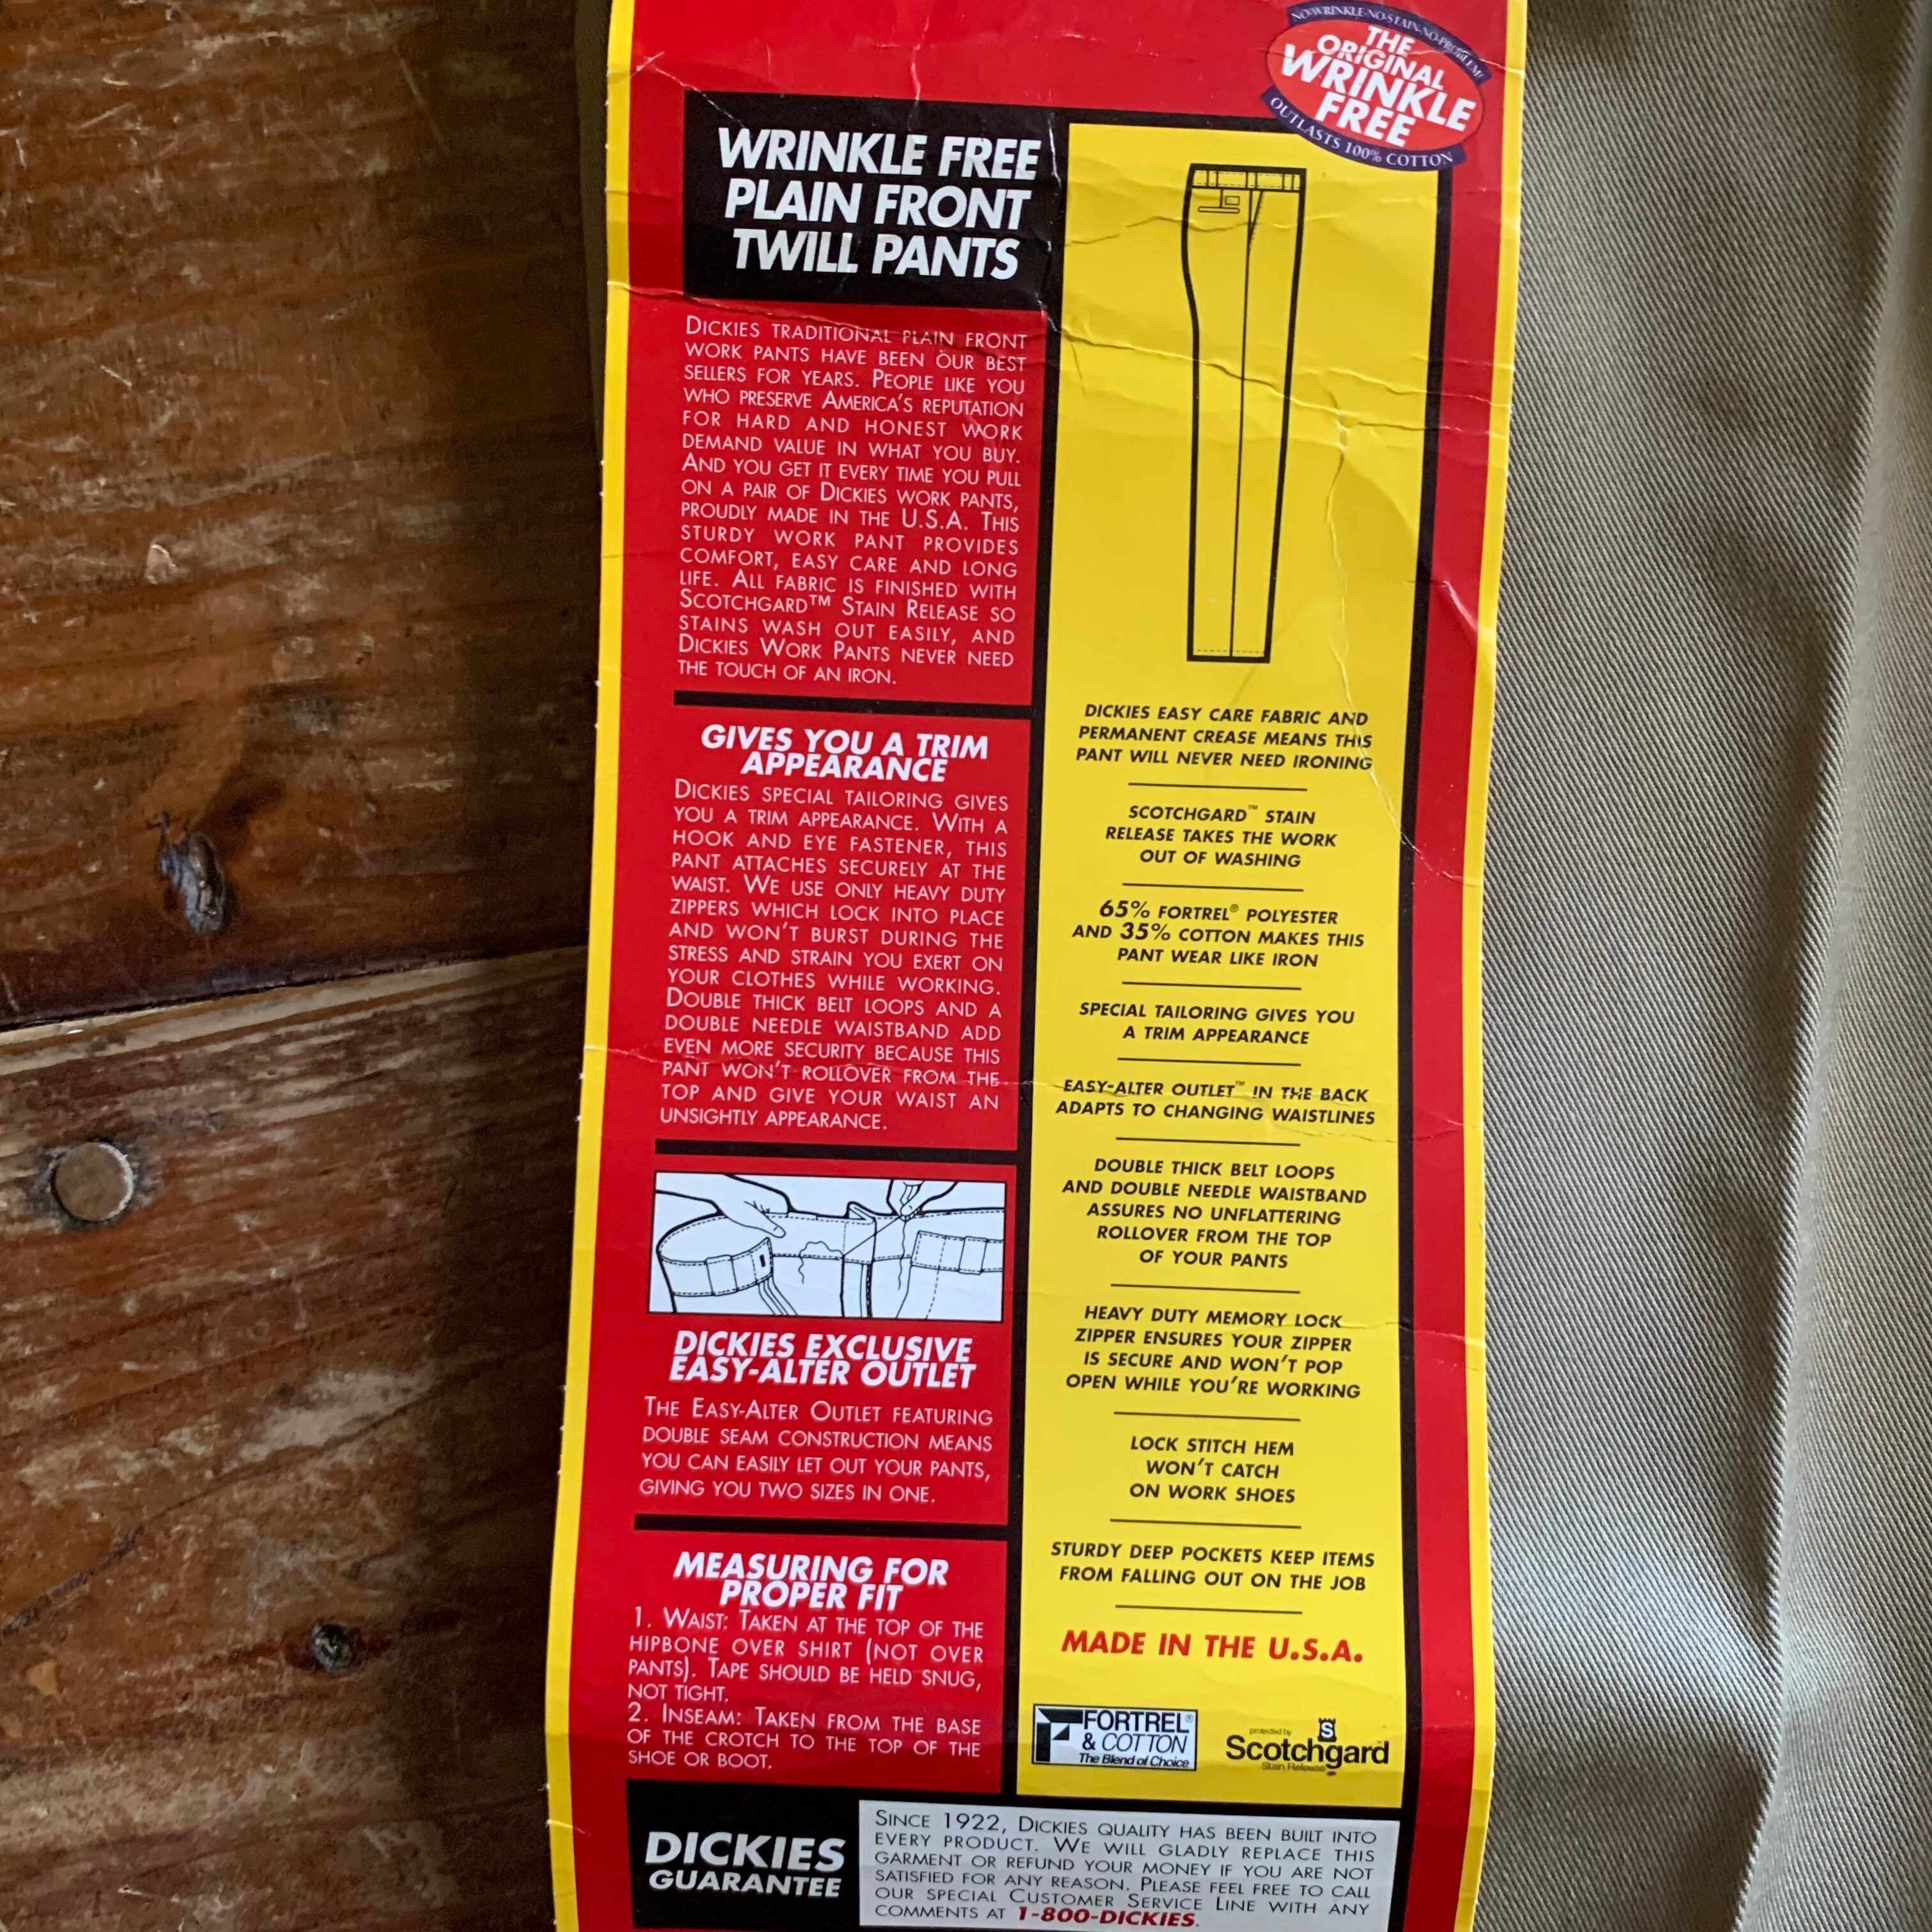 NO-WRINKLE-NO-STAIN-NO-PROBLEM!
THE
ORIGINAL
WRINKLE
FREE
OUTLASTS 100% COTTON
WRINKLE FREE
PLAIN FRONT
TWILL PANTS
DICKIES TRADITIONAL PLAIN FRONT
WORK PANTS HAVE BEEN OUR BEST
SELLERS FOR YEARS. PEOPLE LIKE YOU
WHO PRESERVE AMERICA'S REPUTATION
FOR HARD AND HONEST WORK
DEMAND VALUE IN WHAT YOU BUY.
AND YOU GET IT EVERY TIME YOU PULL
ON A PAIR OF DICKIES WORK PANTS,
PROUDLY MADE IN THE U.S.A. THIS
STURDY WORK PANT PROVIDES
COMFORT, EASY CARE AND LONG
LIFE. ALL FABRIC IS FINISHED WITH
SCOTCHGARD™ STAIN RELEASE SO
STAINS WASH OUT EASILY, AND
DICKIES WORK PANTS NEVER NEED
THE TOUCH OF AN IRON.
GIVES YOU A TRIM
APPEARANCE
DICKIES SPECIAL TAILORING GIVES
YOU A TRIM APPEARANCE. WITH A
HOOK AND EYE FASTENER, THIS
PANT ATTACHES SECURELY AT THE
WAIST. WE USE ONLY HEAVY DUTY
ZIPPERS WHICH LOCK INTO PLACE
AND WON'T BURST DURING THE
STRESS AND STRAIN YOU EXERT ON
YOUR CLOTHES WHILE WORKING.
DOUBLE THICK BELT LOOPS AND A
DOUBLE NEEDLE WAISTBAND ADD
EVEN MORE SECURITY BECAUSE THIS
PANT WON'T ROLLOVER FROM THE
TOP AND GIVE YOUR WAIST AN
UNSIGHTLY APPEARANCE.
DICKIES EXCLUSIVE
EASY-ALTER OUTLET
THE EASY-ALTER OUTLET FEATURING
DOUBLE SEAM CONSTRUCTION MEANS
YOU CAN EASILY LET OUT YOUR PANTS,
GIVING YOU TWO SIZES IN ONE.
MEASURING FOR
PROPER FIT
1. WAIST: TAKEN AT THE TOP OF THE
HIPBONE OVER SHIRT (NOT OVER
PANTS). TAPE SHOULD BE HELD SNUG,
NOT TIGHT.
2. INSEAM: TAKEN FROM THE BASE
OF THE CROTCH TO THE TOP OF THE
SHOE OR BOOT.
DICKIES EASY CARE FABRIC AND
PERMANENT CREASE MEANS THIS
PANT WILL NEVER NEED IRONING
SCOTCHGARD™ STAIN
RELEASE TAKES THE WORK
OUT OF WASHING
65% FORTREL® POLYESTER
AND 35% COTTON MAKES THIS
PANT WEAR LIKE IRON
SPECIAL TAILORING GIVES YOU
A TRIM APPEARANCE
EASY-ALTER OUTLET™ IN THE BACK
ADAPTS TO CHANGING WAISTLINES
DOUBLE THICK BELT LOOPS
AND DOUBLE NEEDLE WAISTBAND
ASSURES NO UNFLATTERING
ROLLOVER FROM THE TOP
OF YOUR PANTS
HEAVY DUTY MEMORY LOCK
ZIPPER ENSURES YOUR ZIPPER
IS SECURE AND WON'T POP
OPEN WHILE YOU'RE WORKING
LOCK STITCH HEM
WON'T CATCH
ON WORK SHOES
STURDY DEEP POCKETS KEEP ITEMS
FROM FALLING OUT ON THE JOB
MADE IN THE U.S.A.
FORTREL®
& COTTON
The Blend of Choice
S
protected by
Scotchgard™
Stain Release
DICKIES
GUARANTEE
SINCE 1922, DICKIES QUALITY HAS BEEN BUILT INTO
EVERY PRODUCT. WE WILL GLADLY REPLACE THIS
GARMENT OR REFUND YOUR MONEY IF YOU ARE NOT
SATISFIED FOR ANY REASON. PLEASE FEEL FREE TO CALL
OUR SPECIAL CUSTOMER SERVICE LINE WITH ANY
COMMENTS AT 1-800-DICKIES.